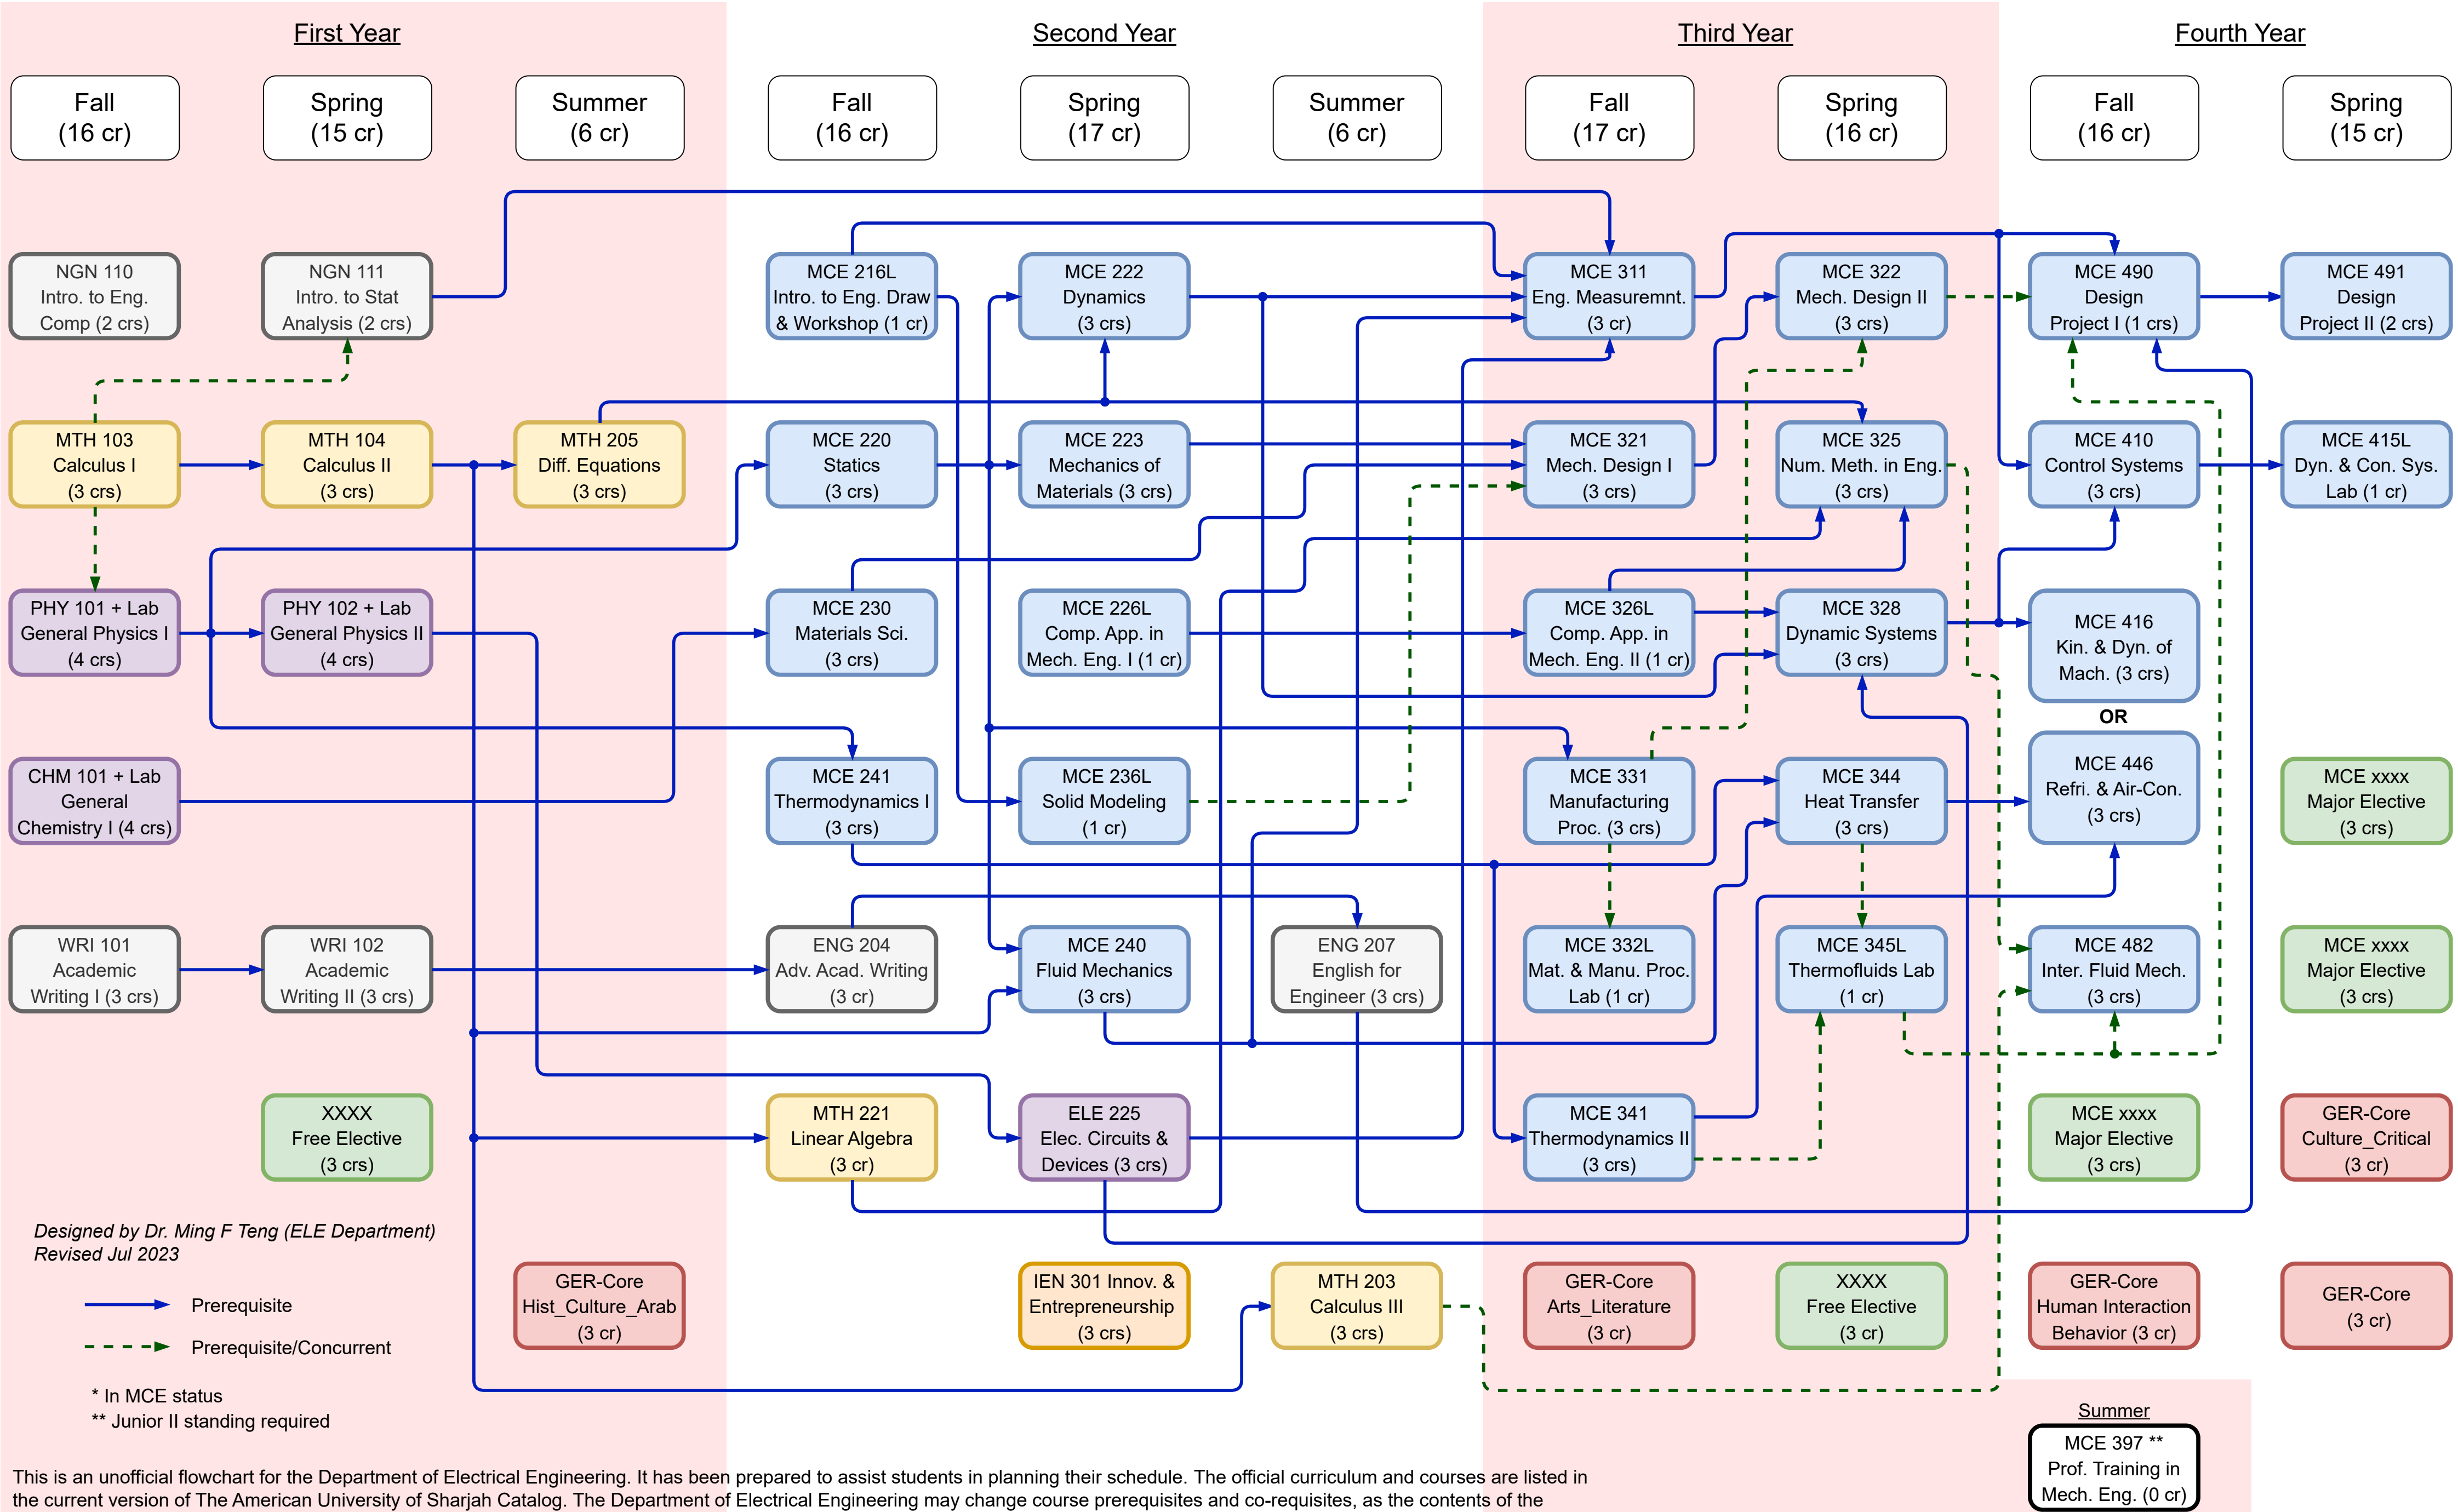 First Year
Second Year
Third Year
Fourth Year
Fall
(16 cr)
Spring
(15 cr)
Summer
(6 cr)
Fall
(16 cr)
Spring
(17 cr)
Summer
(6 cr)
Fall
(17 cr)
Spring
(16 cr)
Fall
(16 cr)
Spring
(15 cr)
NGN 110
Intro. to Eng.
Comp (2 crs)
NGN 111
Intro. to Stat
Analysis (2 crs)
MCE 216L
Intro. to Eng. Draw
& Workshop (1 cr)
MCE 222
Dynamics
(3 crs)
MCE 311
Eng. Measuremnt.
(3 cr)
MCE 322
Mech. Design II
(3 crs)
MCE 490
Design
Project I (1 crs)
MCE 491
Design
Project II (2 crs)
MTH 103
Calculus I
(3 crs)
MTH 104
Calculus II
(3 crs)
MTH 205
Diff. Equations
(3 crs)
MCE 220
Statics
(3 crs)
MCE 223
Mechanics of
Materials (3 crs)
MCE 321
Mech. Design I
(3 crs)
MCE 325
Num. Meth. in Eng.
(3 crs)
MCE 410
Control Systems
(3 crs)
MCE 415L
Dyn. & Con. Sys.
Lab (1 cr)
PHY 101 + Lab
General Physics I
(4 crs)
PHY 102 + Lab
General Physics II
(4 crs)
MCE 230
Materials Sci.
(3 crs)
MCE 226L
Comp. App. in
Mech. Eng. I (1 cr)
MCE 326L
Comp. App. in
Mech. Eng. II (1 cr)
MCE 328
Dynamic Systems
(3 crs)
MCE 416
Kin. & Dyn. of
Mach. (3 crs)
OR
CHM 101 + Lab
General
Chemistry I (4 crs)
MCE 241
Thermodynamics I
(3 crs)
MCE 236L
Solid Modeling
(1 cr)
MCE 331
Manufacturing
Proc. (3 crs)
MCE 344
Heat Transfer
(3 crs)
MCE 446
Refri. & Air-Con.
(3 crs)
MCE xxxx
Major Elective
(3 crs)
WRI 101
Academic
Writing I (3 crs)
WRI 102
Academic
Writing II (3 crs)
ENG 204
Adv. Acad. Writing
(3 cr)
MCE 240
Fluid Mechanics
(3 crs)
ENG 207
English for
Engineer (3 crs)
MCE 332L
Mat. & Manu. Proc.
Lab (1 cr)
MCE 345L
Thermofluids Lab
(1 cr)
MCE 482
Inter. Fluid Mech.
(3 crs)
MCE xxxx
Major Elective
(3 crs)
XXXX
Free Elective
(3 crs)
MTH 221
Linear Algebra
(3 cr)
ELE 225
Elec. Circuits &
Devices (3 crs)
MCE 341
Thermodynamics II
(3 crs)
MCE xxxx
Major Elective
(3 crs)
GER-Core
Culture_Critical
(3 cr)
Designed by Dr. Ming F Teng (ELE Department)
Revised Jul 2023
GER-Core
Hist_Culture_Arab
(3 cr)
IEN 301 Innov. &
Entrepreneurship
(3 crs)
MTH 203
Calculus III
(3 crs)
GER-Core
Arts_Literature
(3 cr)
XXXX
Free Elective
(3 cr)
GER-Core
Human Interaction
Behavior (3 cr)
GER-Core
(3 cr)
Prerequisite
Prerequisite/Concurrent
* In MCE status
** Junior II standing required
Summer
MCE 397 **
Prof. Training in
Mech. Eng. (0 cr)
This is an unofficial flowchart for the Department of Electrical Engineering. It has been prepared to assist students in planning their schedule. The official curriculum and courses are listed in
the current version of The American University of Sharjah Catalog. The Department of Electrical Engineering may change course prerequisites and co-requisites, as the contents of the